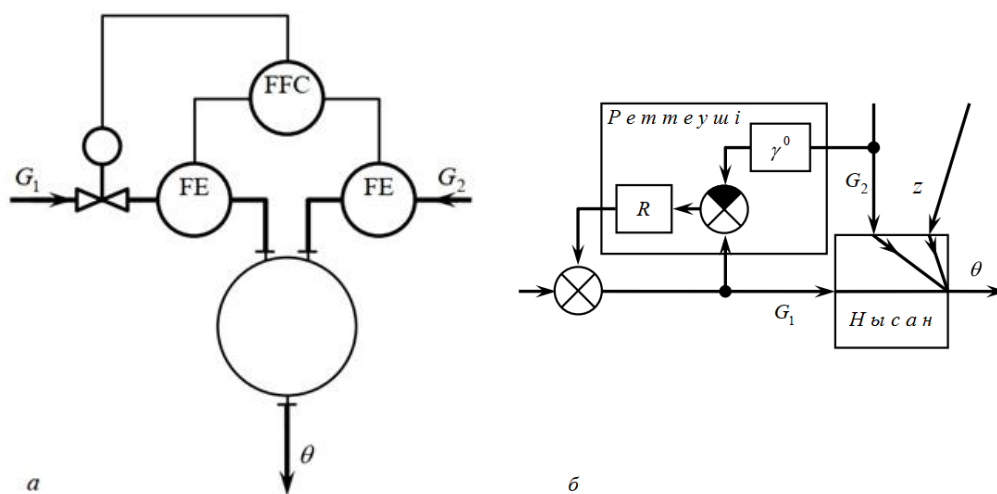 FFC
G₁
FE
FE
G₂
θ
а
Реттеуші
γ⁰
R
G₂
z
θ
G₁
Нысан
б